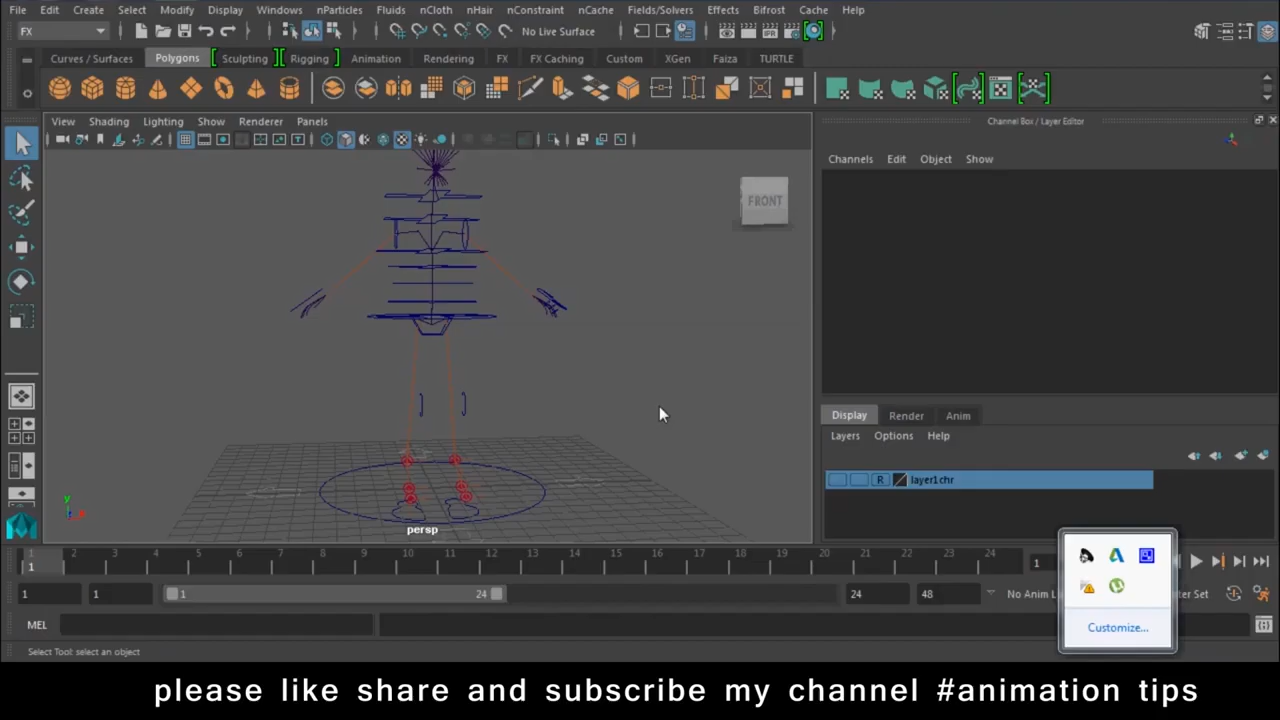 File Edit Create Select Modify Display Windows nParticles Fluids nCloth nHair nConstraint nCache Fields/Solvers Effects Bifrost Cache Help
FX No Live Surface
Curves / Surfaces Polygons Sculpting Rigging Animation Rendering FX FX Caching Custom XGen Faiza TURTLE
View Shading Lighting Show Renderer Panels
Channel Box / Layer Editor
Channels Edit Object Show
FRONT
Display Render Anim
Layers Options Help
R layer1chr
y
persp
1 2 3 4 5 6 7 8 9 10 11 12 13 14 15 16 17 18 19 20 21 22 23 24
1 1
1 1 1 24 24 48 No Anim L ter Set
MEL
Customize...
Select Tool: select an object
please like share and subscribe my channel #animation tips